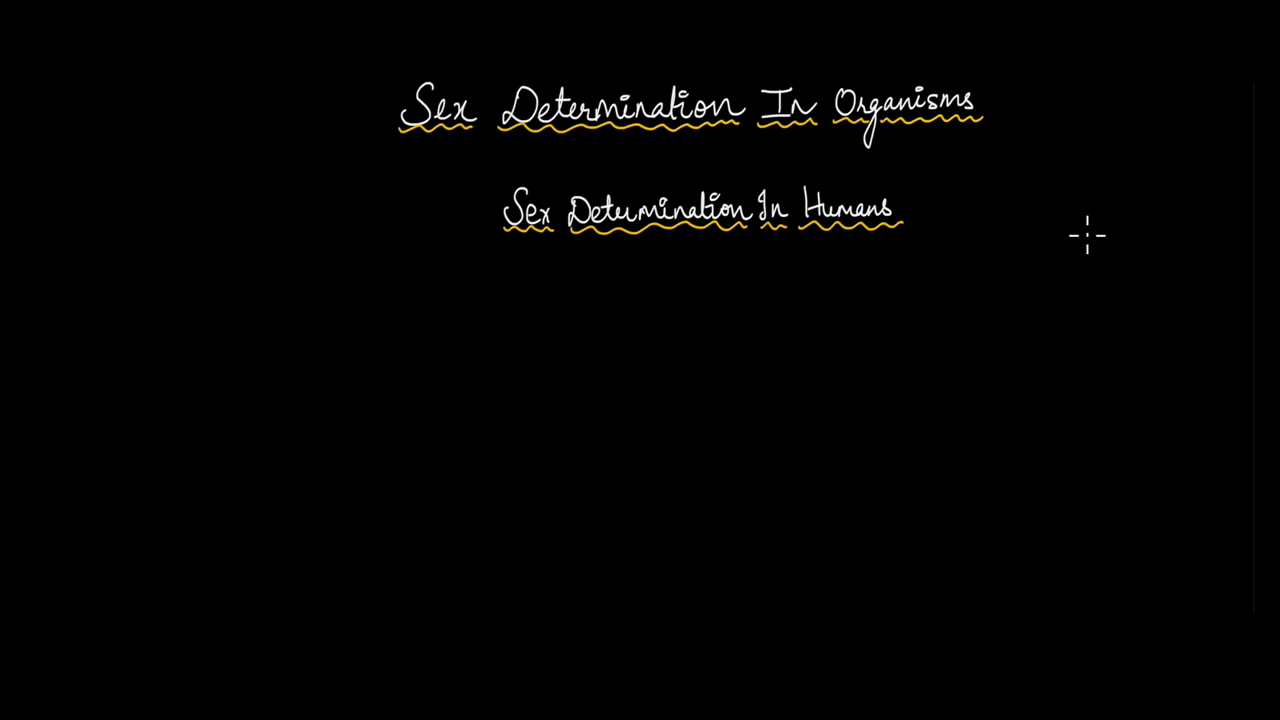 Sex Determination In Organisms
Sex Determination In Humans